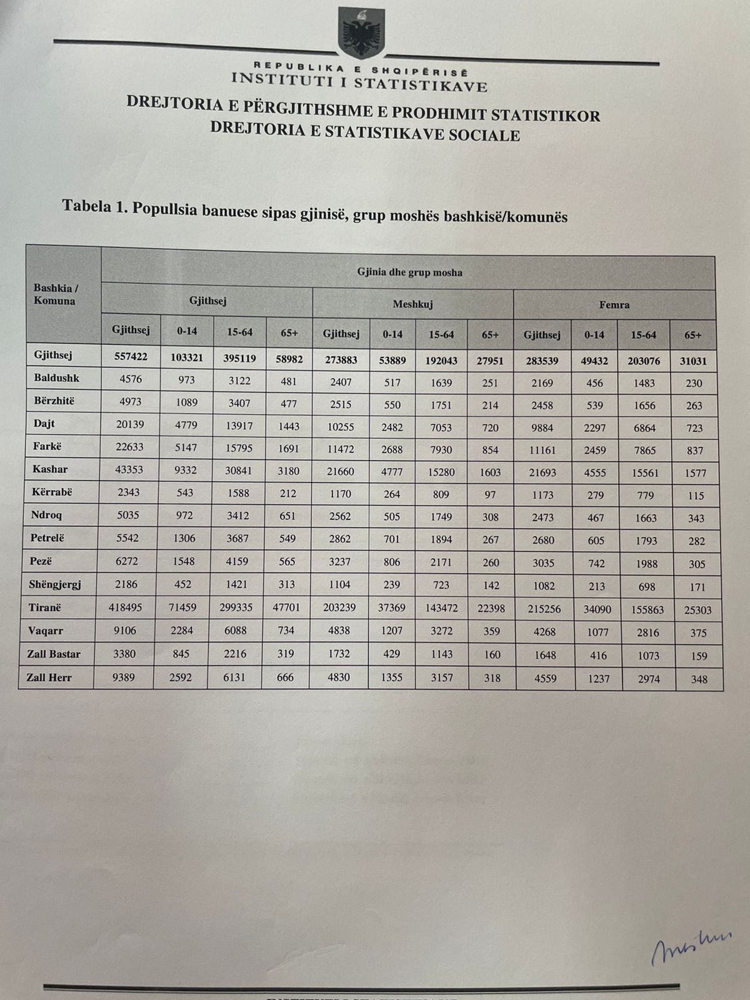 REPUBLIKA E SHQIPËRISË
INSTITUTI I STATISTIKAVE
DREJTORIA E PËRGJITHSHME E PRODHIMIT STATISTIKOR
DREJTORIA E STATISTIKAVE SOCIALE
Tabela 1. Popullsia banuese sipas gjinisë, grup moshës bashkisë/komunës
Bashkia / Komuna
Gjinia dhe grup mosha
Gjithsej Meshkuj Femra
Gjithsej 0-14 15-64 65+ Gjithsej 0-14 15-64 65+ Gjithsej 0-14 15-64 65+
Gjithsej 557422 103321 395119 58982 273883 53889 192043 27951 283539 49432 203076 31031
Baldushk 4576 973 3122 481 2407 517 1639 251 2169 456 1483 230
Bërzhitë 4973 1089 3407 477 2515 550 1751 214 2458 539 1656 263
Dajt 20139 4779 13917 1443 10255 2482 7053 720 9884 2297 6864 723
Farkë 22633 5147 15795 1691 11472 2688 7930 854 11161 2459 7865 837
Kashar 43353 9332 30841 3180 21660 4777 15280 1603 21693 4555 15561 1577
Kërrabë 2343 543 1588 212 1170 264 809 97 1173 279 779 115
Ndroq 5035 972 3412 651 2562 505 1749 308 2473 467 1663 343
Petrelë 5542 1306 3687 549 2862 701 1894 267 2680 605 1793 282
Pezë 6272 1548 4159 565 3237 806 2171 260 3035 742 1988 305
Shëngjergj 2186 452 1421 313 1104 239 723 142 1082 213 698 171
Tiranë 418495 71459 299335 47701 203239 37369 143472 22398 215256 34090 155863 25303
Vaqarr 9106 2284 6088 734 4838 1207 3272 359 4268 1077 2816 375
Zall Bastar 3380 845 2216 319 1732 429 1143 160 1648 416 1073 159
Zall Herr 9389 2592 6131 666 4830 1355 3157 318 4559 1237 2974 348